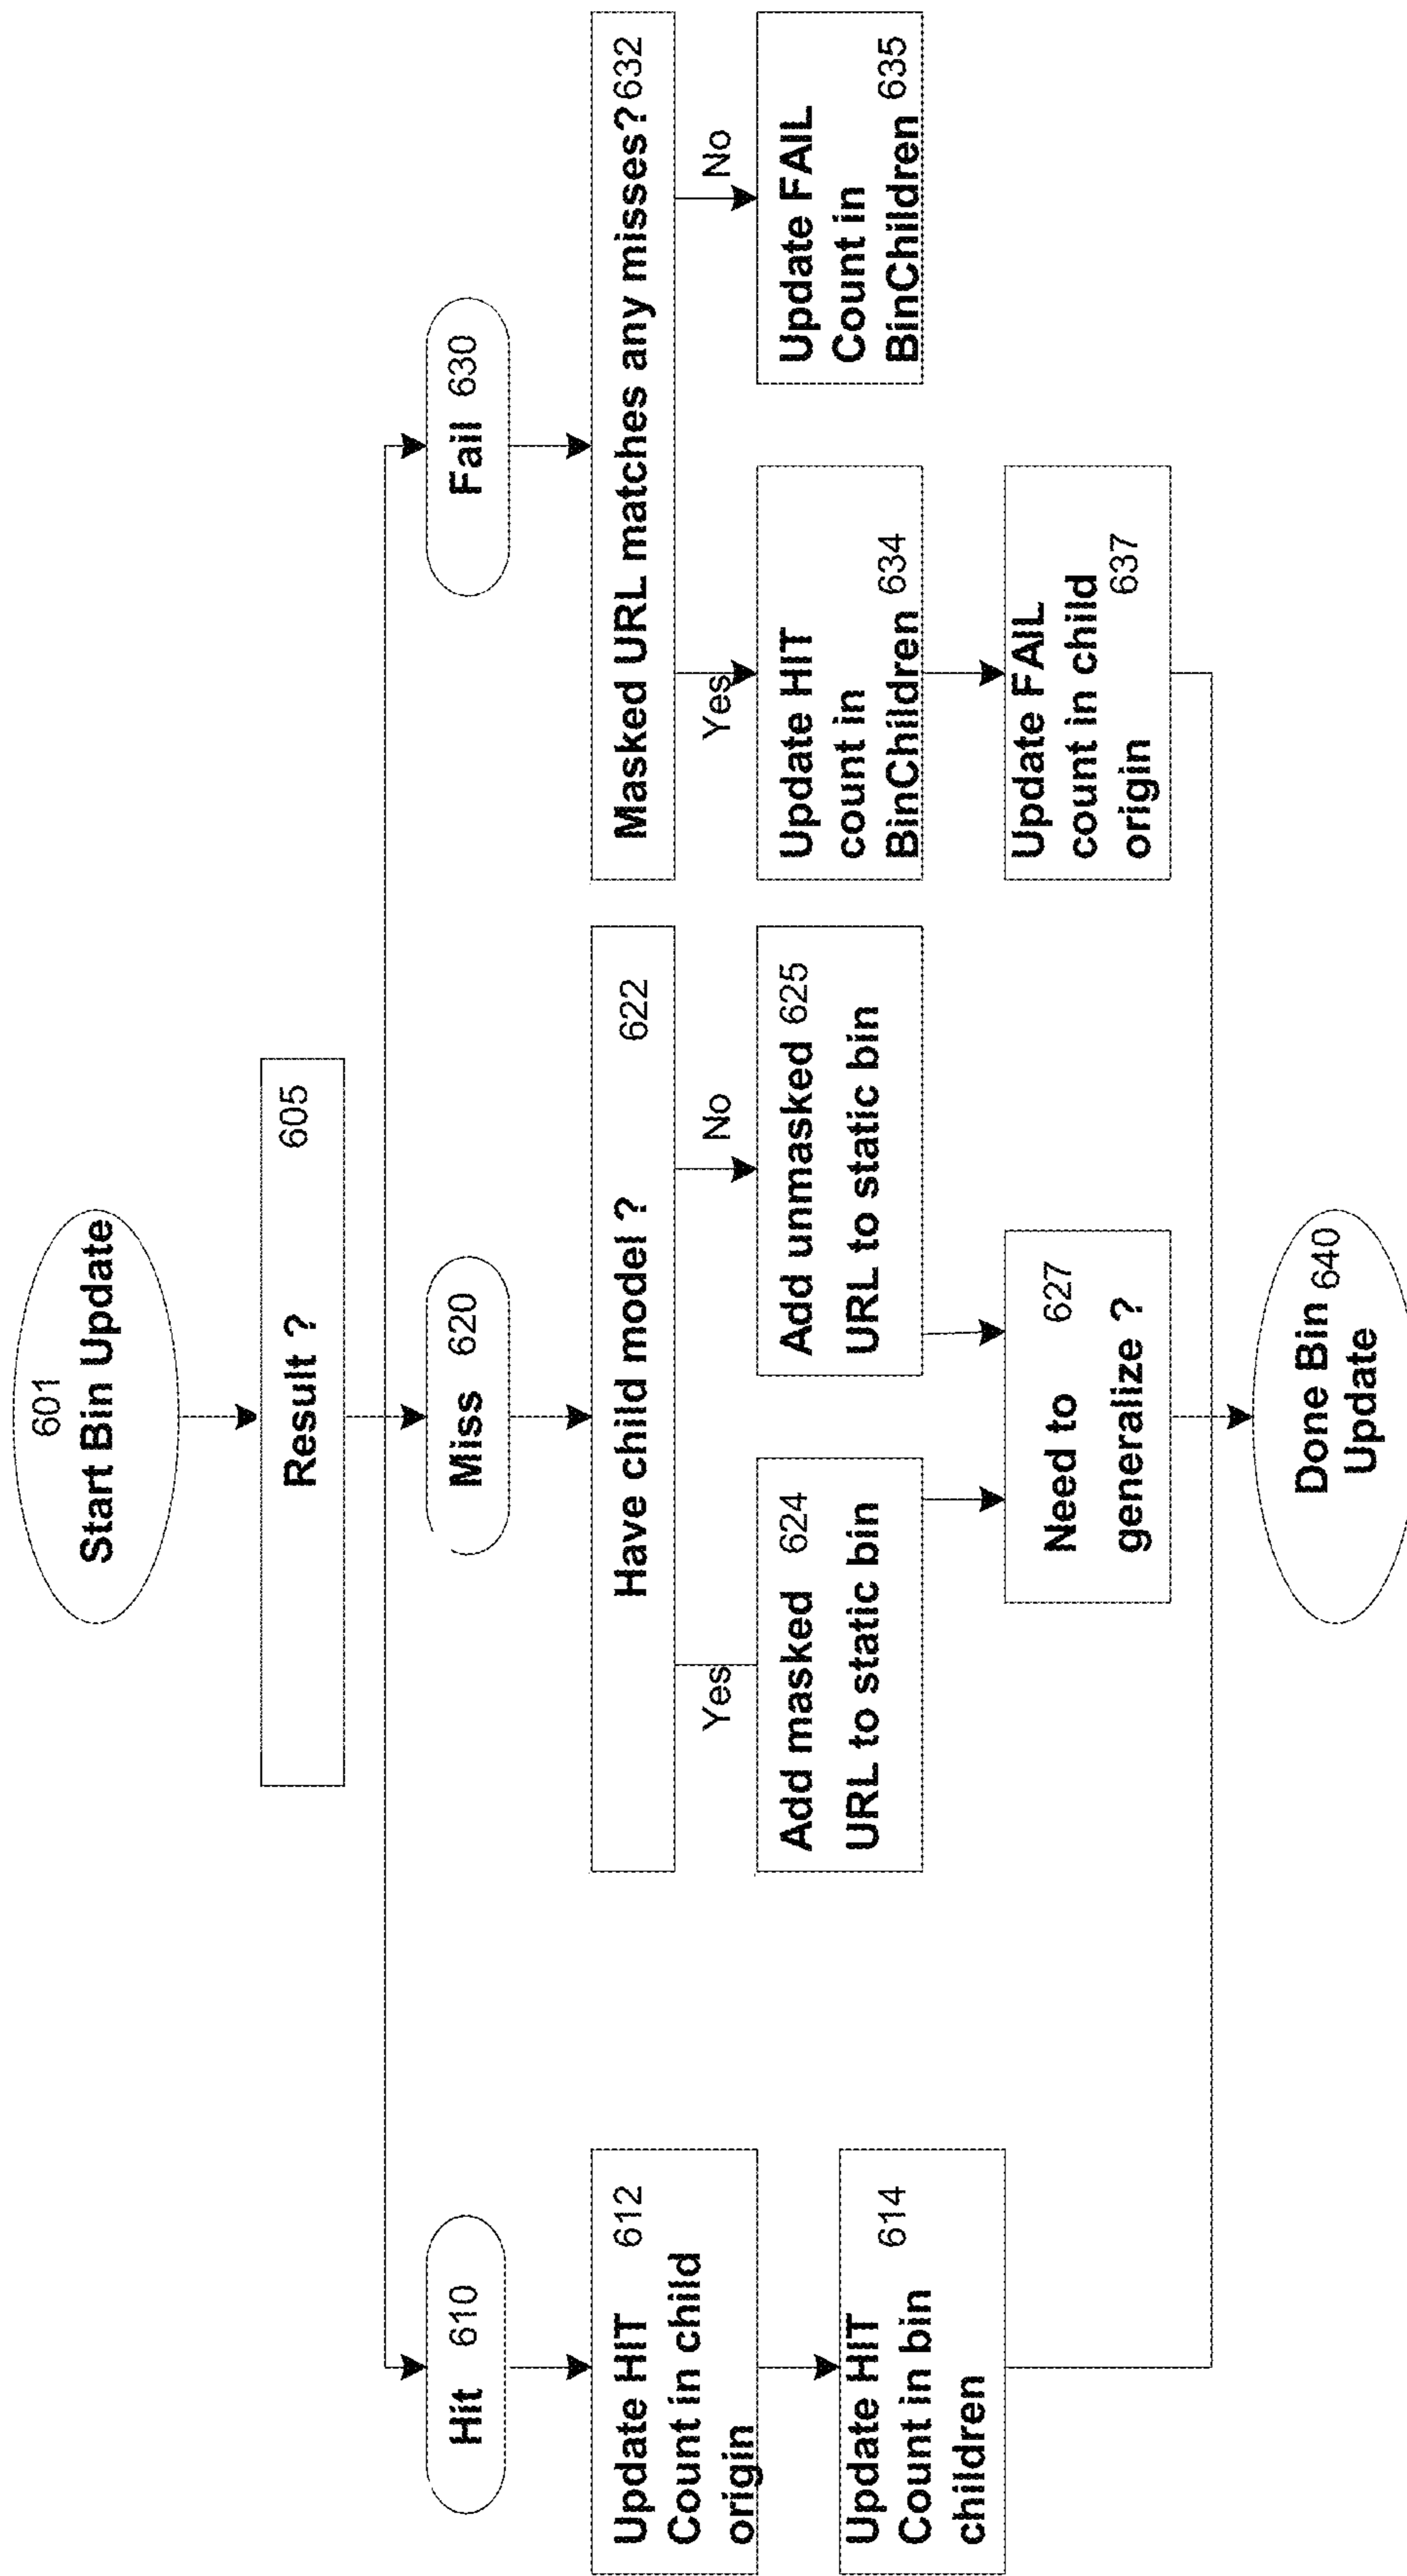 601
Start Bin Update
Result ? 605
Hit 610
Miss 620
Fail 630
Update HIT 612
Count in child
origin
Update HIT
Count in bin 614
children
Have child model ? 622
Yes
No
Add masked 624
URL to static bin
Add unmasked 625
URL to static bin
Need to 627
generalize ?
Masked URL matches any misses? 632
Yes
No
Update HIT
count in
BinChildren 634
Update FAIL
Count in
BinChildren 635
Update FAIL
count in child
origin 637
Done Bin 640
Update